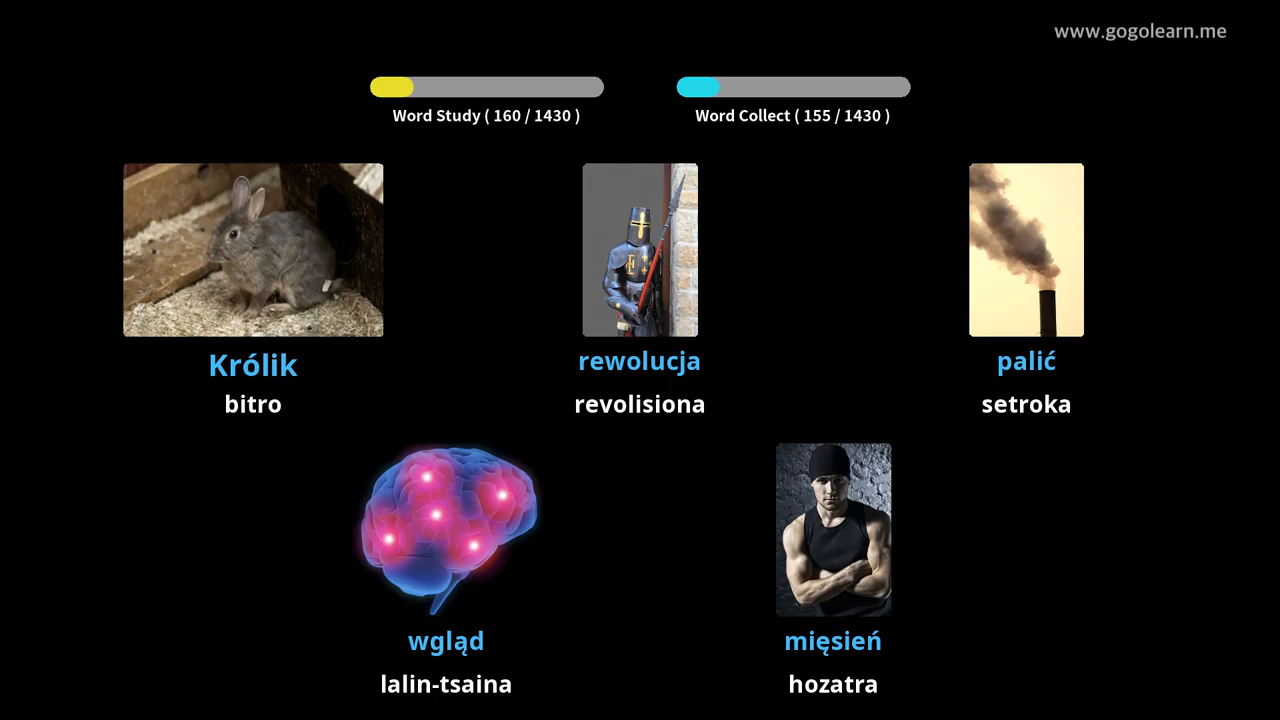 www.gogolearn.me
Word Study ( 160 / 1430 )
Word Collect ( 155 / 1430 )
Królik
bitro
rewolucja
revolisiona
palić
setroka
wgląd
lalin-tsaina
mięsień
hozatra